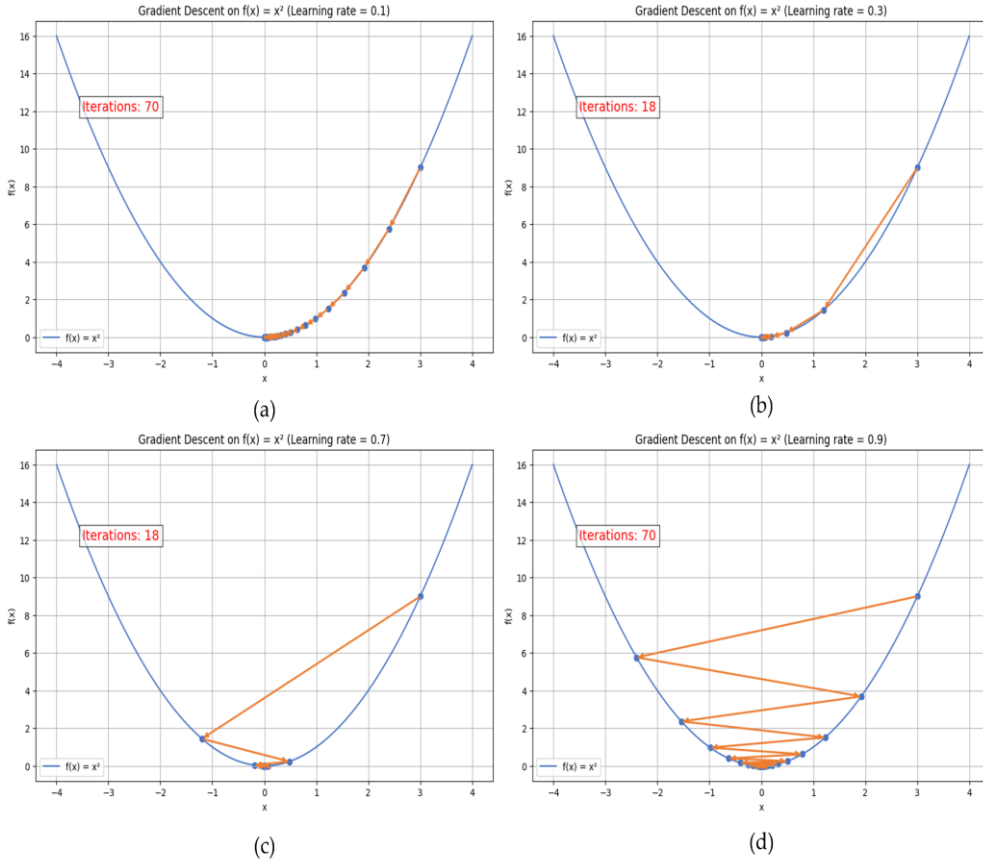 Gradient Descent on f(x) = x² (Learning rate = 0.1)
16
14
12
10
8
6
4
2
0
f(x)
Iterations: 70
f(x) = x²
−4 −3 −2 −1 0 1 2 3 4
x
(a)
Gradient Descent on f(x) = x² (Learning rate = 0.3)
16
14
12
10
8
6
4
2
0
f(x)
Iterations: 18
f(x) = x²
−4 −3 −2 −1 0 1 2 3 4
x
(b)
Gradient Descent on f(x) = x² (Learning rate = 0.7)
16
14
12
10
8
6
4
2
0
f(x)
Iterations: 18
f(x) = x²
−4 −3 −2 −1 0 1 2 3 4
x
(c)
Gradient Descent on f(x) = x² (Learning rate = 0.9)
16
14
12
10
8
6
4
2
0
f(x)
Iterations: 70
f(x) = x²
−4 −3 −2 −1 0 1 2 3 4
x
(d)